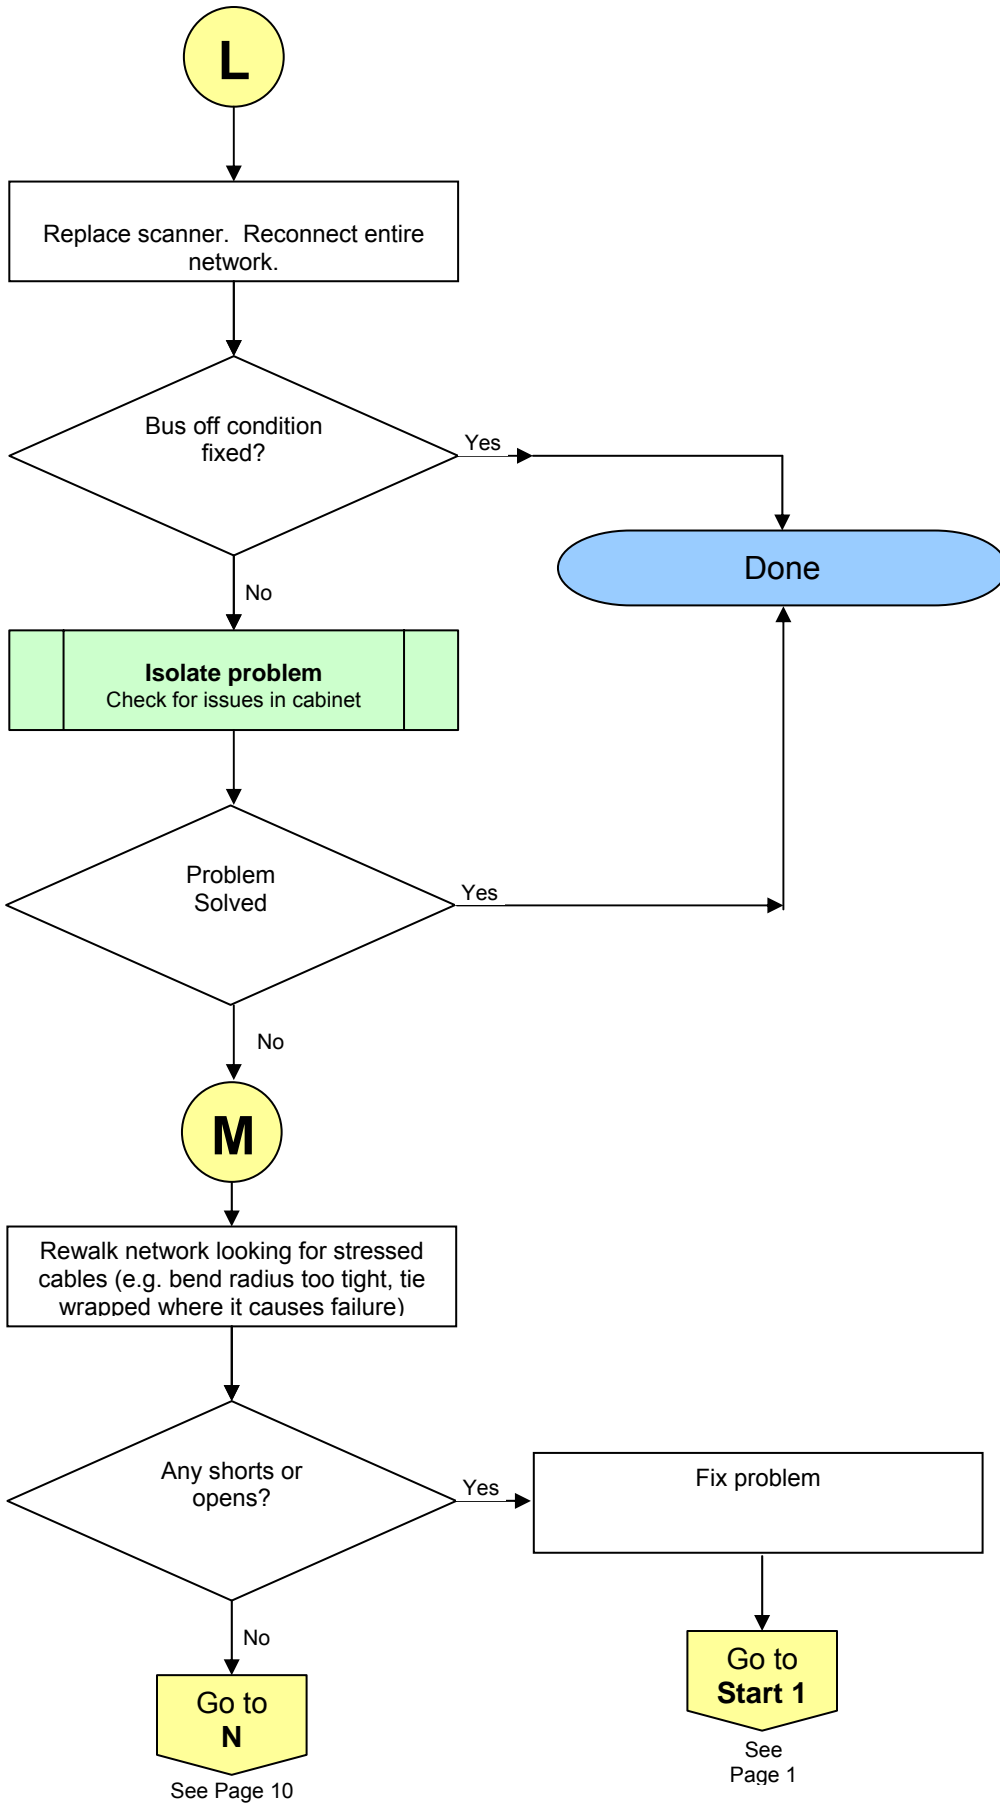 L
Replace scanner.  Reconnect entire
network.
Bus off condition
fixed?
Yes
Done
No
Isolate problem
Check for issues in cabinet
Problem
Solved
Yes
No
M
Rewalk network looking for stressed
cables (e.g. bend radius too tight, tie
wrapped where it causes failure)
Any shorts or
opens?
Yes
Fix problem
No
Go to
N
See Page 10
Go to
Start 1
See
Page 1